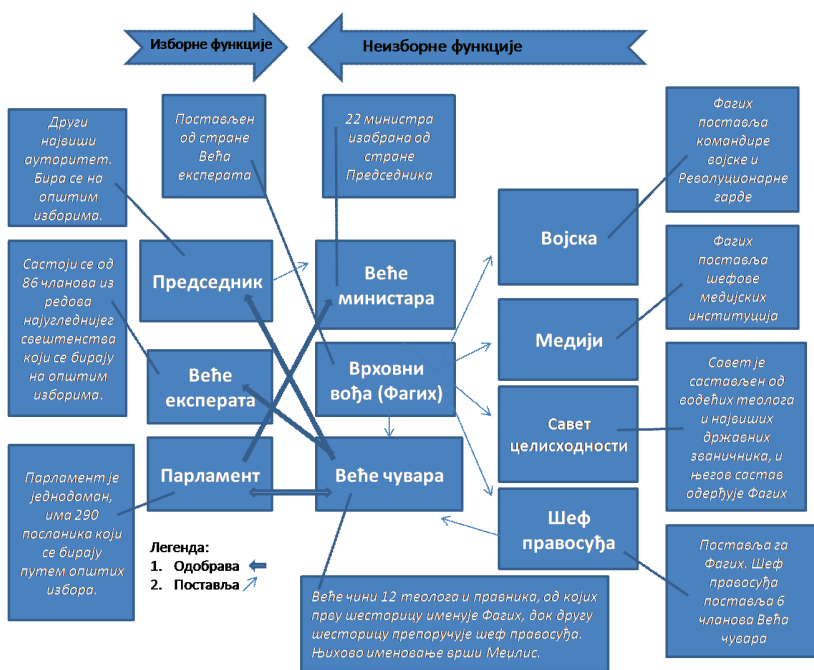 Изборне функције
Неизборне функције
Други
највиши
ауторитет.
Бира се на
општим
изборима.
Постављен
од стране
Већа
експерата
22 министра
изабрана од
стране
Председника
Фагих
поставља
командире
војске и
Револуционарне
гарде
Састоји се од
86 чланова из
редова
најугледнијег
свештенства
који се бирају
на општим
изборима.
Председник
Веће
министара
Војска
Фагих
поставља
шефове
медијских
институција
Веће
експерата
Врховни
вођа (Фагих)
Медији
Савет
целисходности
Савет је
састављен од
водећих теолога
и највиших
државних
званичника, и
његов састав
одерђује Фагих
Парламент је
једнодоман,
има 290
посланика који
се бирају
путем општих
избора.
Парламент
Веће чувара
Шеф
правосуђа
Легенда:
1. Одобрава
2. Поставља
Веће чини 12 теолога и правника, од којих
прву шесторицу именује Фагих, док другу
шесторицу препоручује шеф правосуђа.
Њихово именовање врши Меџлис.
Поставља га
Фагих. Шеф
правосуђа
поставља 6
чланова Већа
чувара